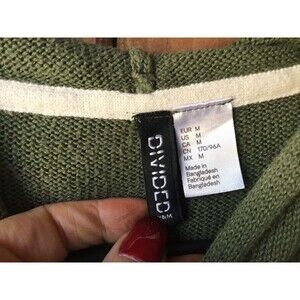 DIVIDED
H&M
EUR M
US M
CA M
CN 170/96A
MX M
Made in
Bangladesh
Fabriqué en
Bangladesh